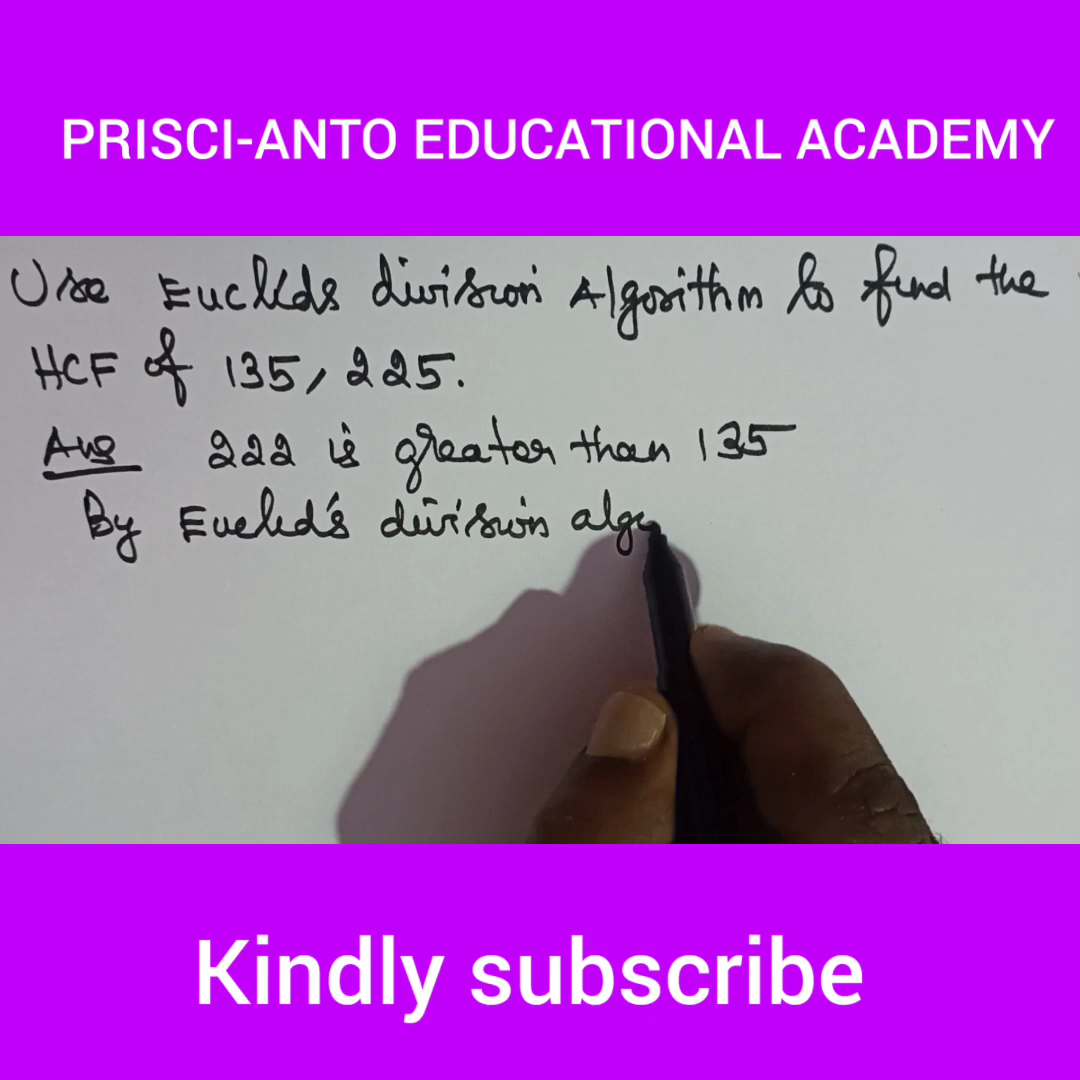 PRISCI-ANTO EDUCATIONAL ACADEMY
Use Euclids division Algorithm to find the
HCF of 135, 225.
Ans 222 is greater than 135
By Euclid's division algo
Kindly subscribe